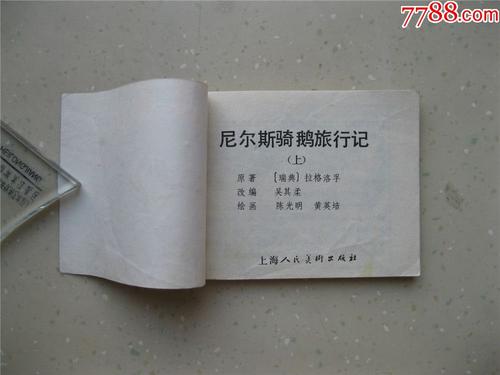 7788.com
尼尔斯骑鹅旅行记
（上）
原著 〔瑞典〕拉格洛孚
改编 吴其柔
绘画 陈光明 黄英培
上海人民美术出版社